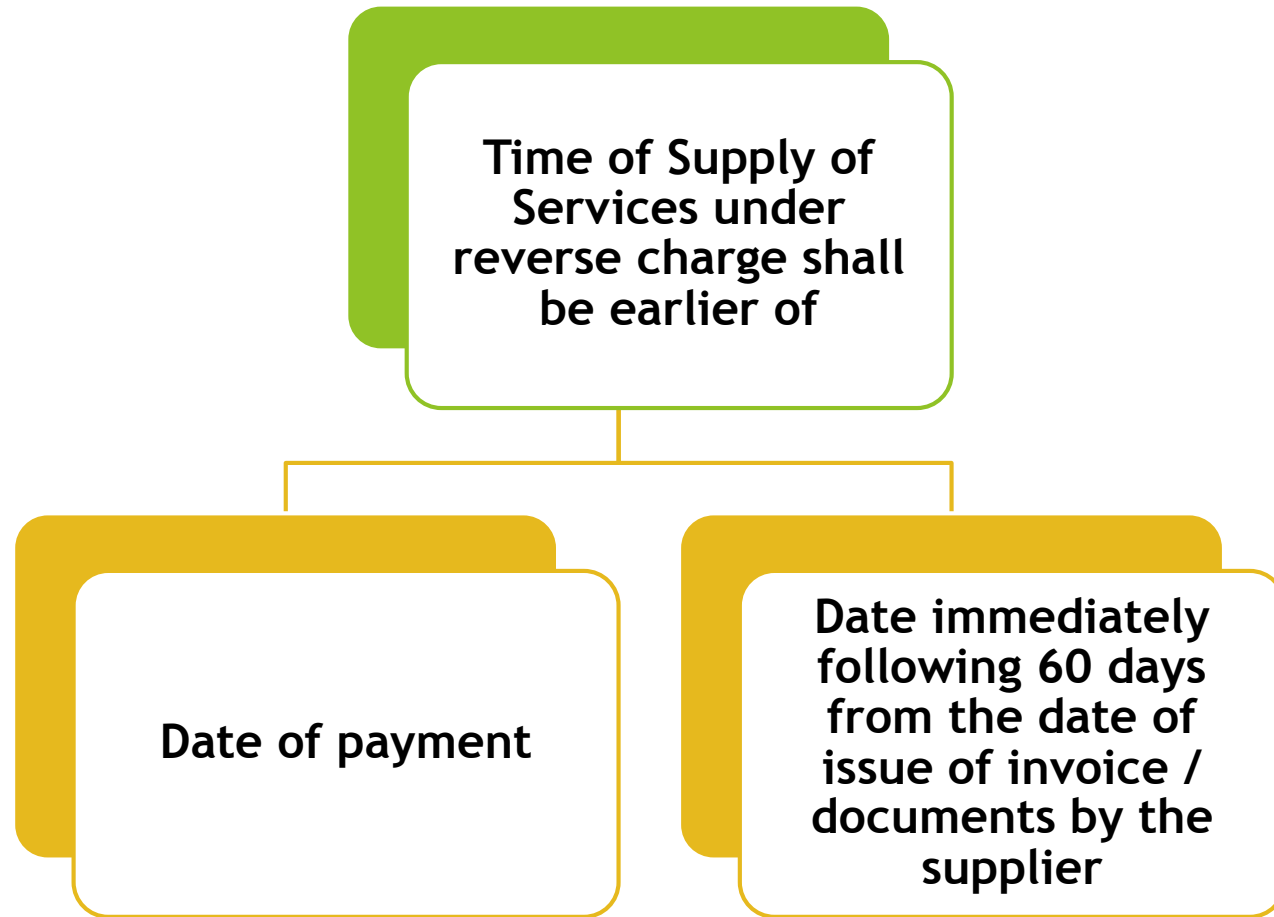 Time of Supply of
Services under
reverse charge shall
be earlier of
Date of payment
Date immediately
following 60 days
from the date of
issue of invoice /
documents by the
supplier